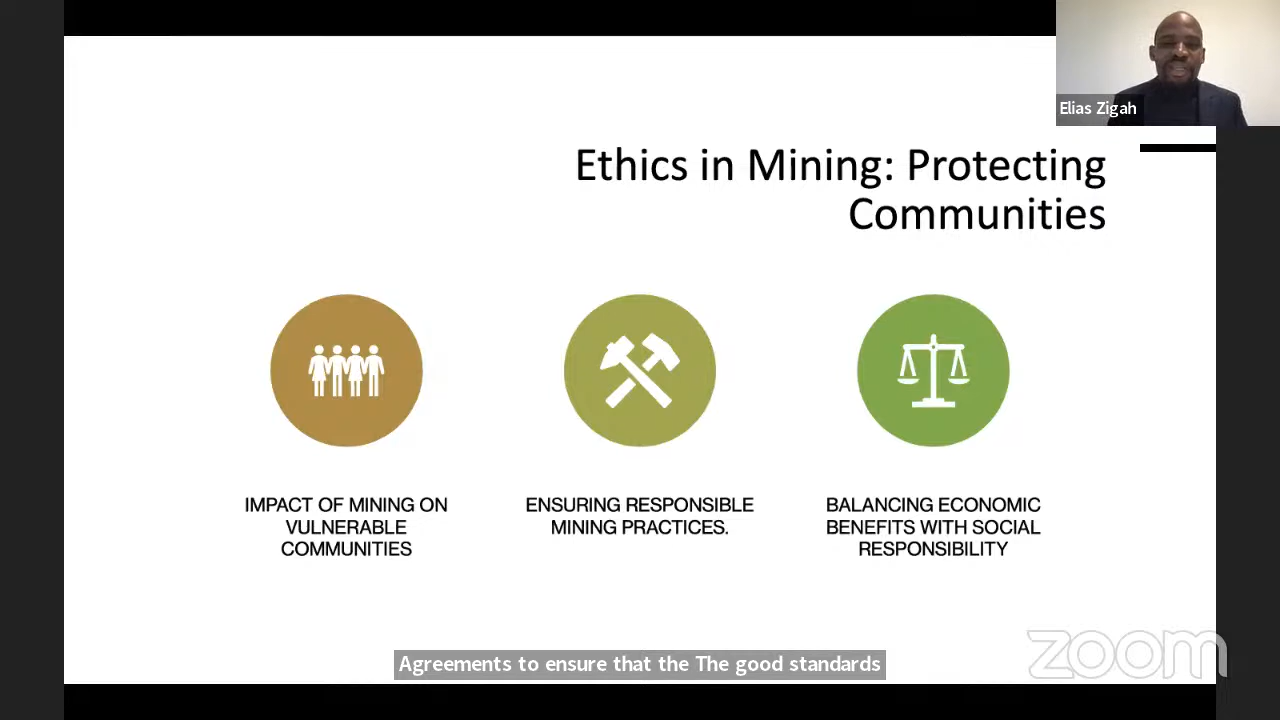 Elias Zigah
Ethics in Mining: Protecting
Communities
IMPACT OF MINING ON
VULNERABLE
COMMUNITIES
ENSURING RESPONSIBLE
MINING PRACTICES.
BALANCING ECONOMIC
BENEFITS WITH SOCIAL
RESPONSIBILITY
Agreements to ensure that the The good standards
zoom